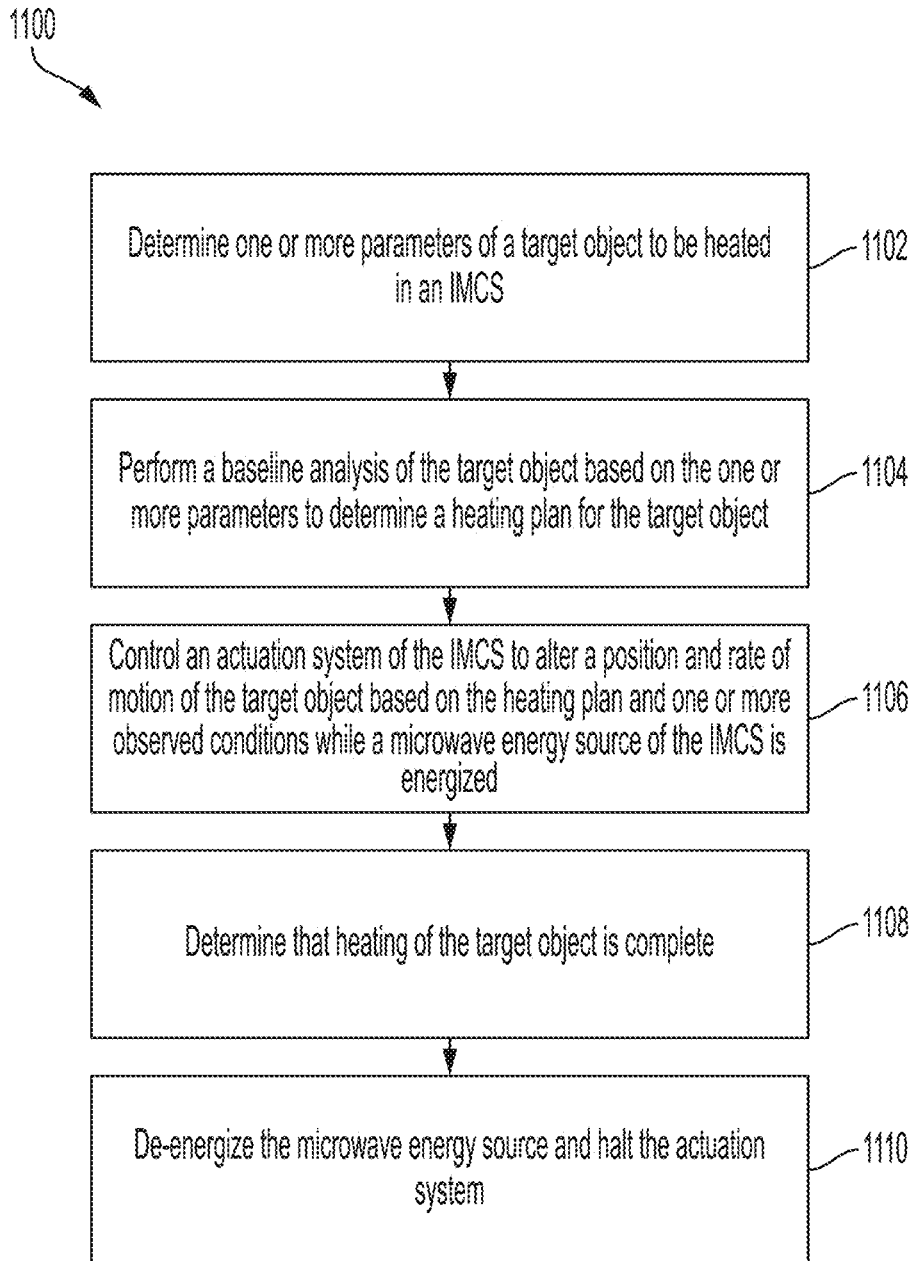 1100
Determine one or more parameters of a target object to be heated
in an IMCS
1102
Perform a baseline analysis of the target object based on the one or
more parameters to determine a heating plan for the target object
1104
Control an actuation system of the IMCS to alter a position and rate of
motion of the target object based on the heating plan and one or more
observed conditions while a microwave energy source of the IMCS is
energized
1106
Determine that heating of the target object is complete
1108
De-energize the microwave energy source and halt the actuation
system
1110